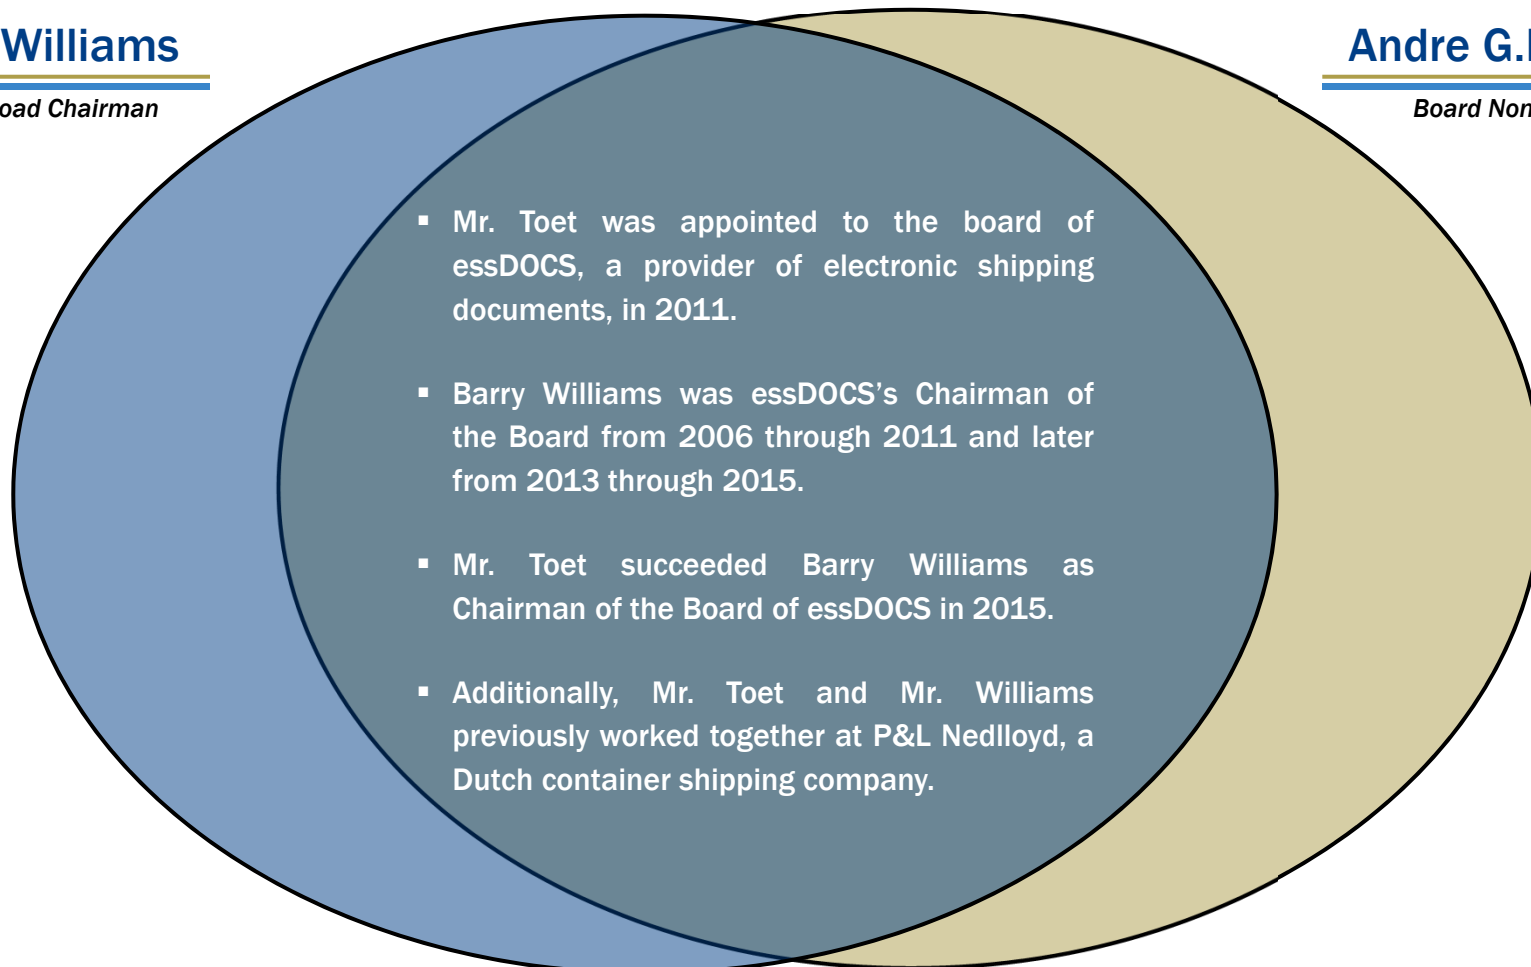 Williams
Andre G.
oad Chairman
Board Non
▪ Mr. Toet was appointed to the board of
essDOCS, a provider of electronic shipping
documents, in 2011.
▪ Barry Williams was essDOCS’s Chairman of
the Board from 2006 through 2011 and later
from 2013 through 2015.
▪ Mr. Toet succeeded Barry Williams as
Chairman of the Board of essDOCS in 2015.
▪ Additionally, Mr. Toet and Mr. Williams
previously worked together at P&L Nedlloyd, a
Dutch container shipping company.